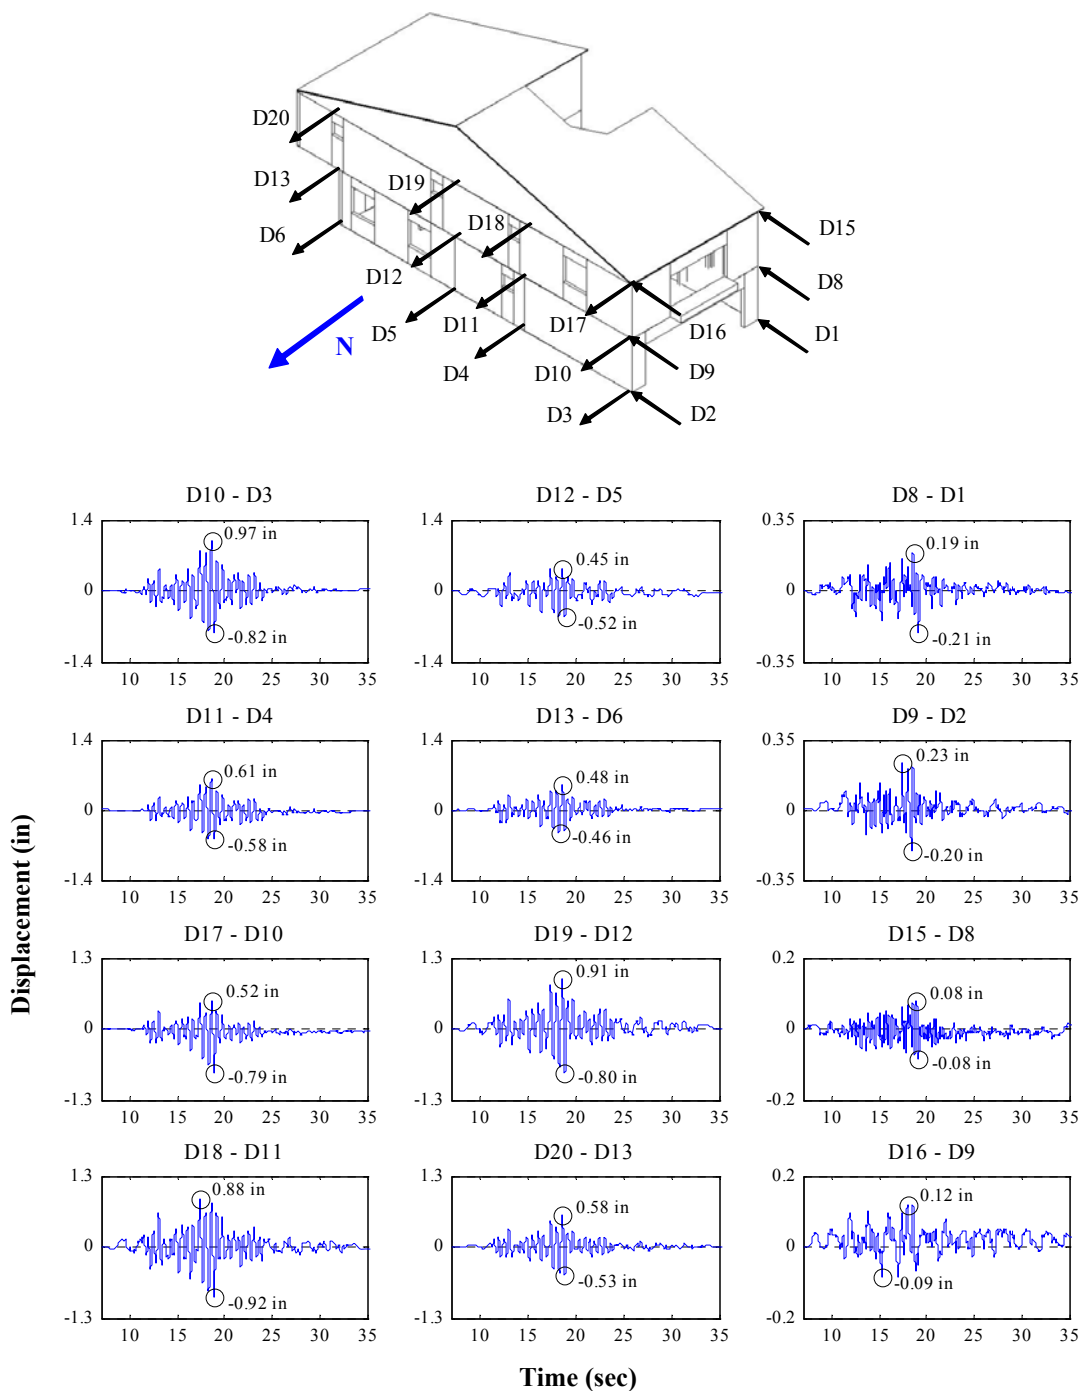 D20
D13
D19
D18
D15
D6
D12
D8
D5
D11
D17
D16
D1
N
D4
D10
D9
D3
D2
D10 - D3
D12 - D5
D8 - D1
1.4
0
-1.4
0.97 in
-0.82 in
10 15 20 25 30 35
1.4
0
-1.4
0.45 in
-0.52 in
10 15 20 25 30 35
0.35
0
-0.35
0.19 in
-0.21 in
10 15 20 25 30 35
D11 - D4
D13 - D6
D9 - D2
1.4
0
-1.4
0.61 in
-0.58 in
10 15 20 25 30 35
1.4
0
-1.4
0.48 in
-0.46 in
10 15 20 25 30 35
0.35
0
-0.35
0.23 in
-0.20 in
10 15 20 25 30 35
Displacement (in)
D17 - D10
D19 - D12
D15 - D8
1.3
0
-1.3
0.52 in
-0.79 in
10 15 20 25 30 35
1.3
0
-1.3
0.91 in
-0.80 in
10 15 20 25 30 35
0.2
0
-0.2
0.08 in
-0.08 in
10 15 20 25 30 35
D18 - D11
D20 - D13
D16 - D9
1.3
0
-1.3
0.88 in
-0.92 in
10 15 20 25 30 35
1.3
0
-1.3
0.58 in
-0.53 in
10 15 20 25 30 35
0.2
0
-0.2
0.12 in
-0.09 in
10 15 20 25 30 35
Time (sec)